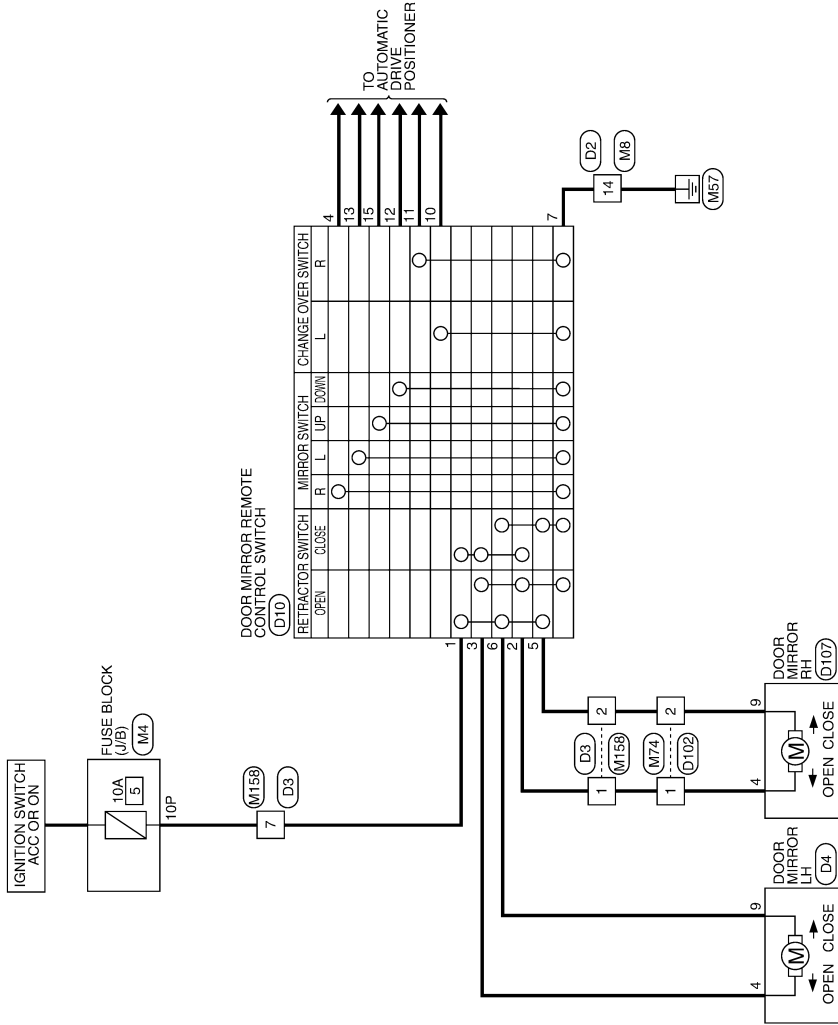 IGNITION SWITCH
ACC OR ON
FUSE BLOCK
(J/B)
M4
10A
5
10P
M158
7
D3
DOOR MIRROR REMOTE
CONTROL SWITCH
D10
RETRACTOR SWITCH
MIRROR SWITCH
CHANGE OVER SWITCH
OPEN
CLOSE
R
L
UP
DOWN
L
R
4
13
15
12
11
10
7
TO
AUTOMATIC
DRIVE
POSITIONER
D2
14
M8
M57
1
3
6
2
5
D3
1
2
M158
M74
1
2
D102
DOOR
MIRROR
LH
D4
4
9
M
OPEN
CLOSE
DOOR
MIRROR
RH
D107
4
9
M
OPEN
CLOSE